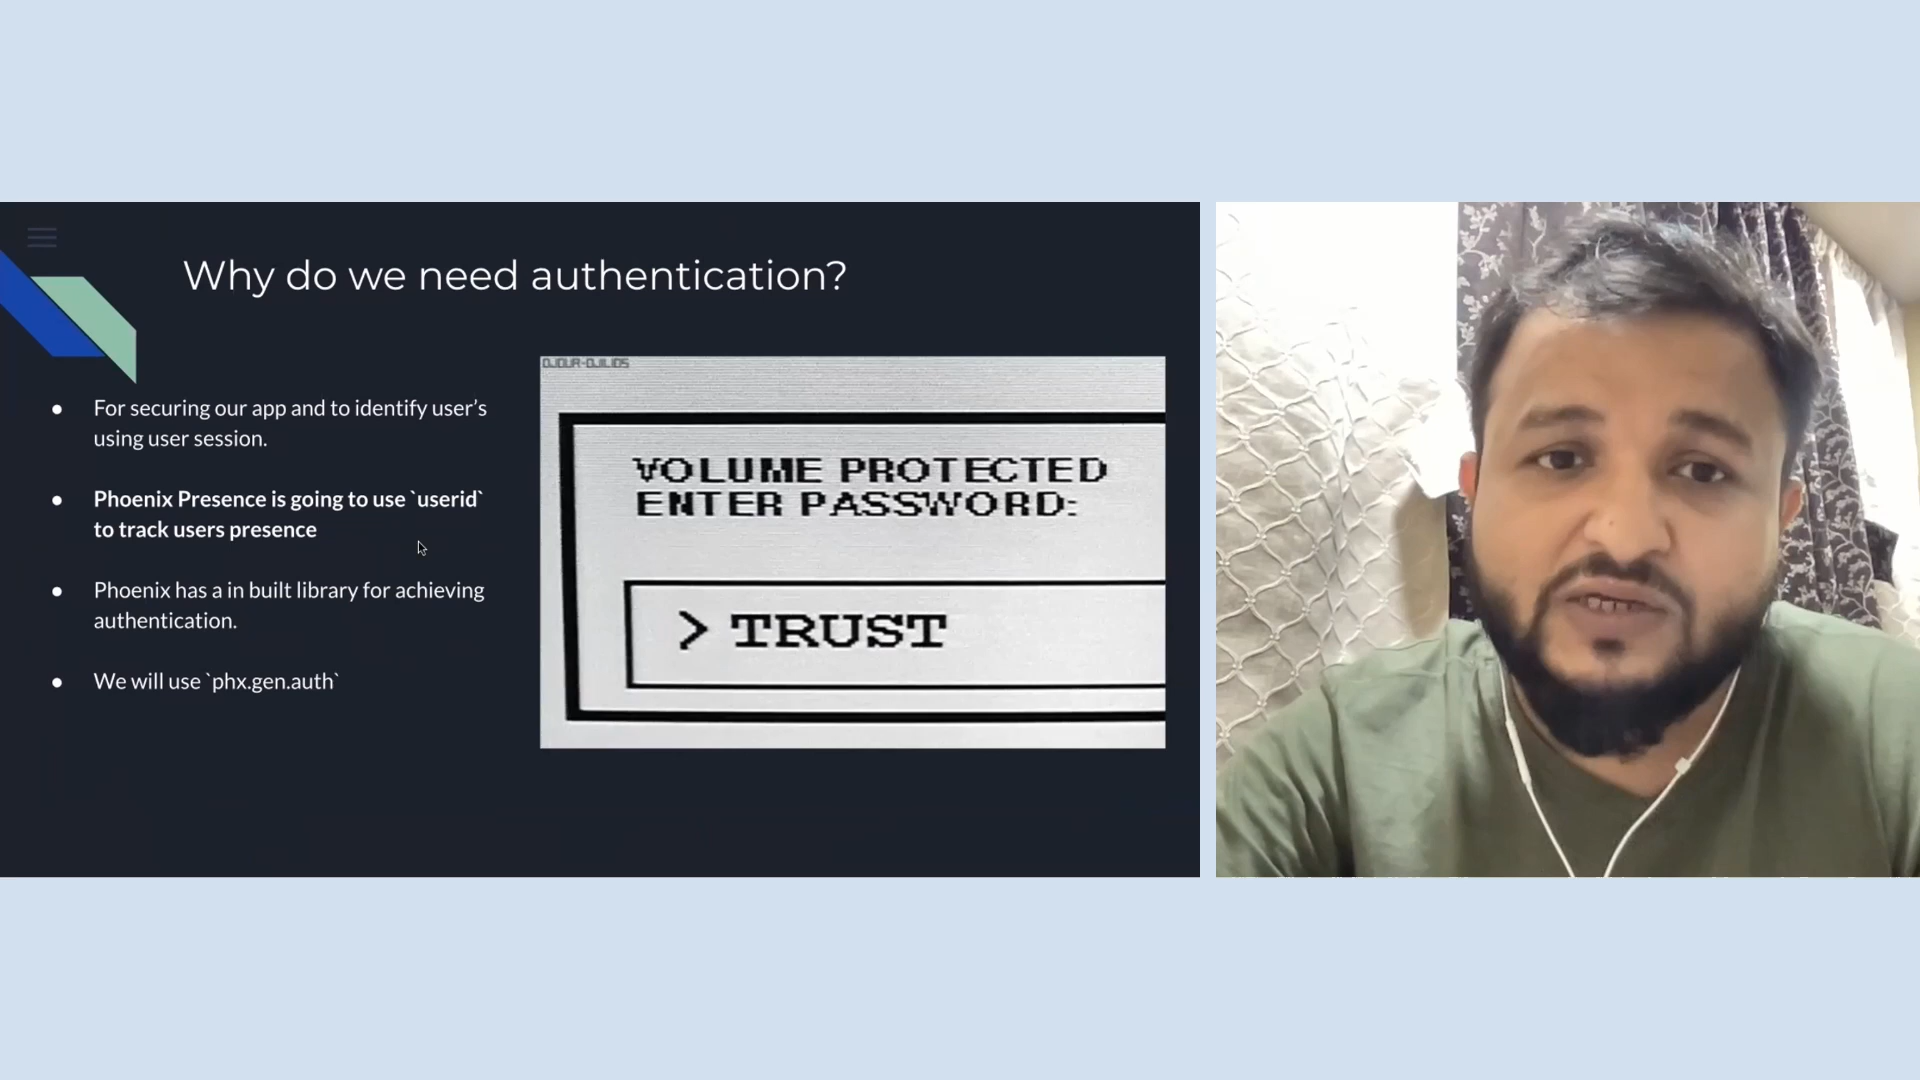 Why do we need authentication?
● For securing our app and to identify user’s
using user session.
● Phoenix Presence is going to use `userid`
to track users presence
● Phoenix has a in built library for achieving
authentication.
● We will use `phx.gen.auth`
VOLUME PROTECTED
ENTER PASSWORD:
> TRUST